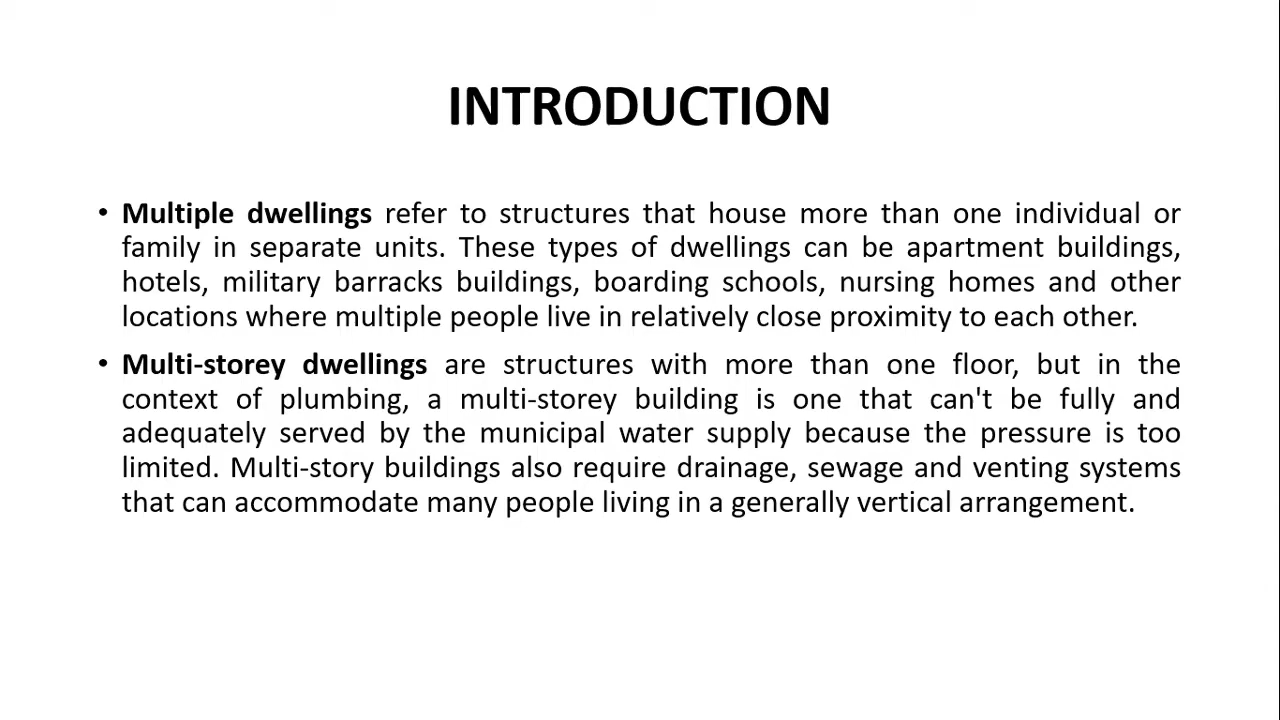 INTRODUCTION
• Multiple dwellings refer to structures that house more than one individual or
family in separate units. These types of dwellings can be apartment buildings,
hotels, military barracks buildings, boarding schools, nursing homes and other
locations where multiple people live in relatively close proximity to each other.
• Multi-storey dwellings are structures with more than one floor, but in the
context of plumbing, a multi-storey building is one that can't be fully and
adequately served by the municipal water supply because the pressure is too
limited. Multi-story buildings also require drainage, sewage and venting systems
that can accommodate many people living in a generally vertical arrangement.